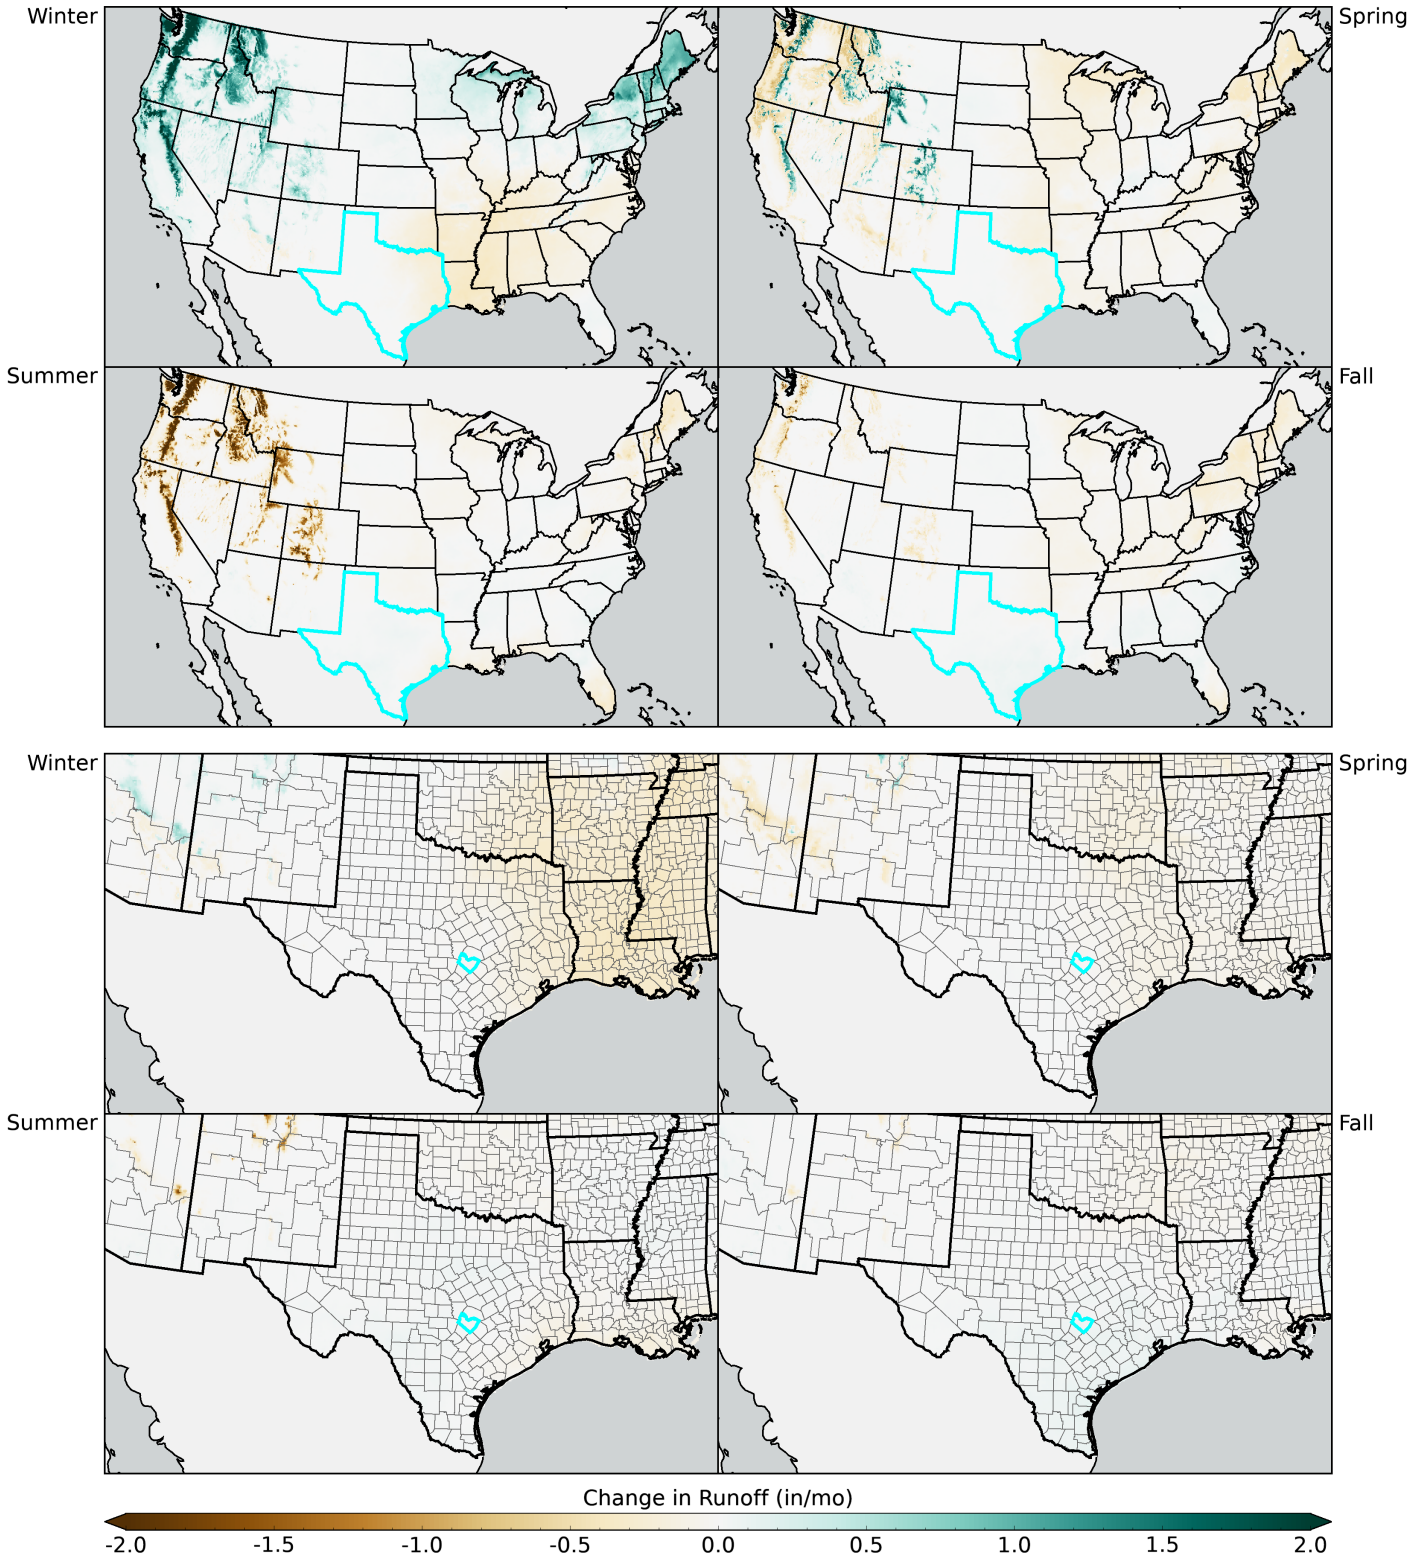 Winter
Spring
Summer
Fall
Winter
Spring
Summer
Fall
Change in Runoff (in/mo)
-2.0 -1.5 -1.0 -0.5 0.0 0.5 1.0 1.5 2.0